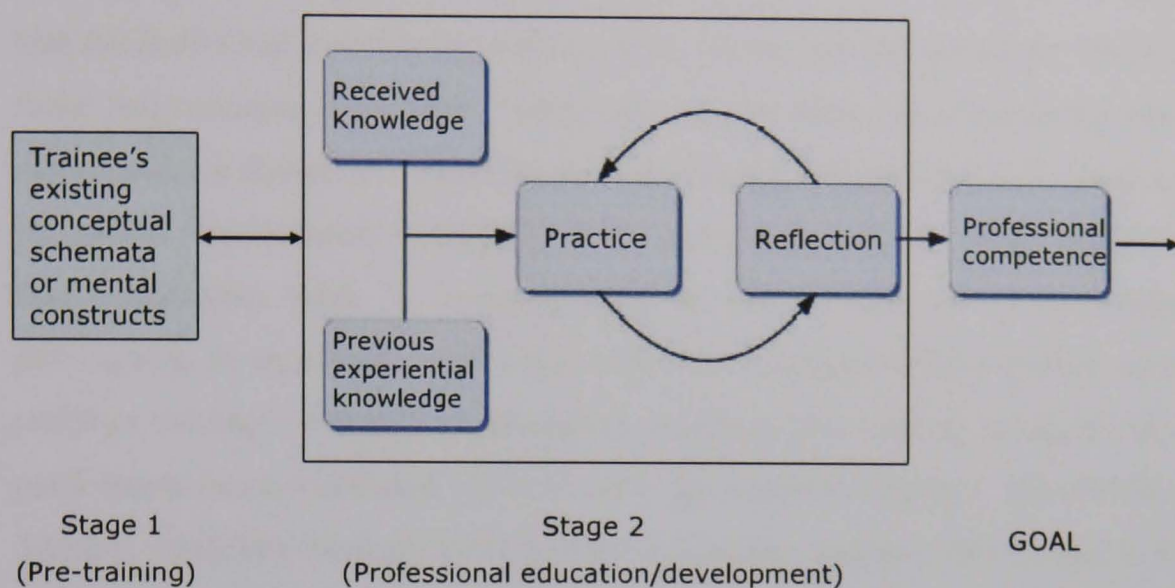 Trainee's
existing
conceptual
schemata
or mental
constructs
Received
Knowledge
Previous
experiential
knowledge
Practice
Reflection
Professional
competence
Stage 1
(Pre-training)
Stage 2
(Professional education/development)
GOAL